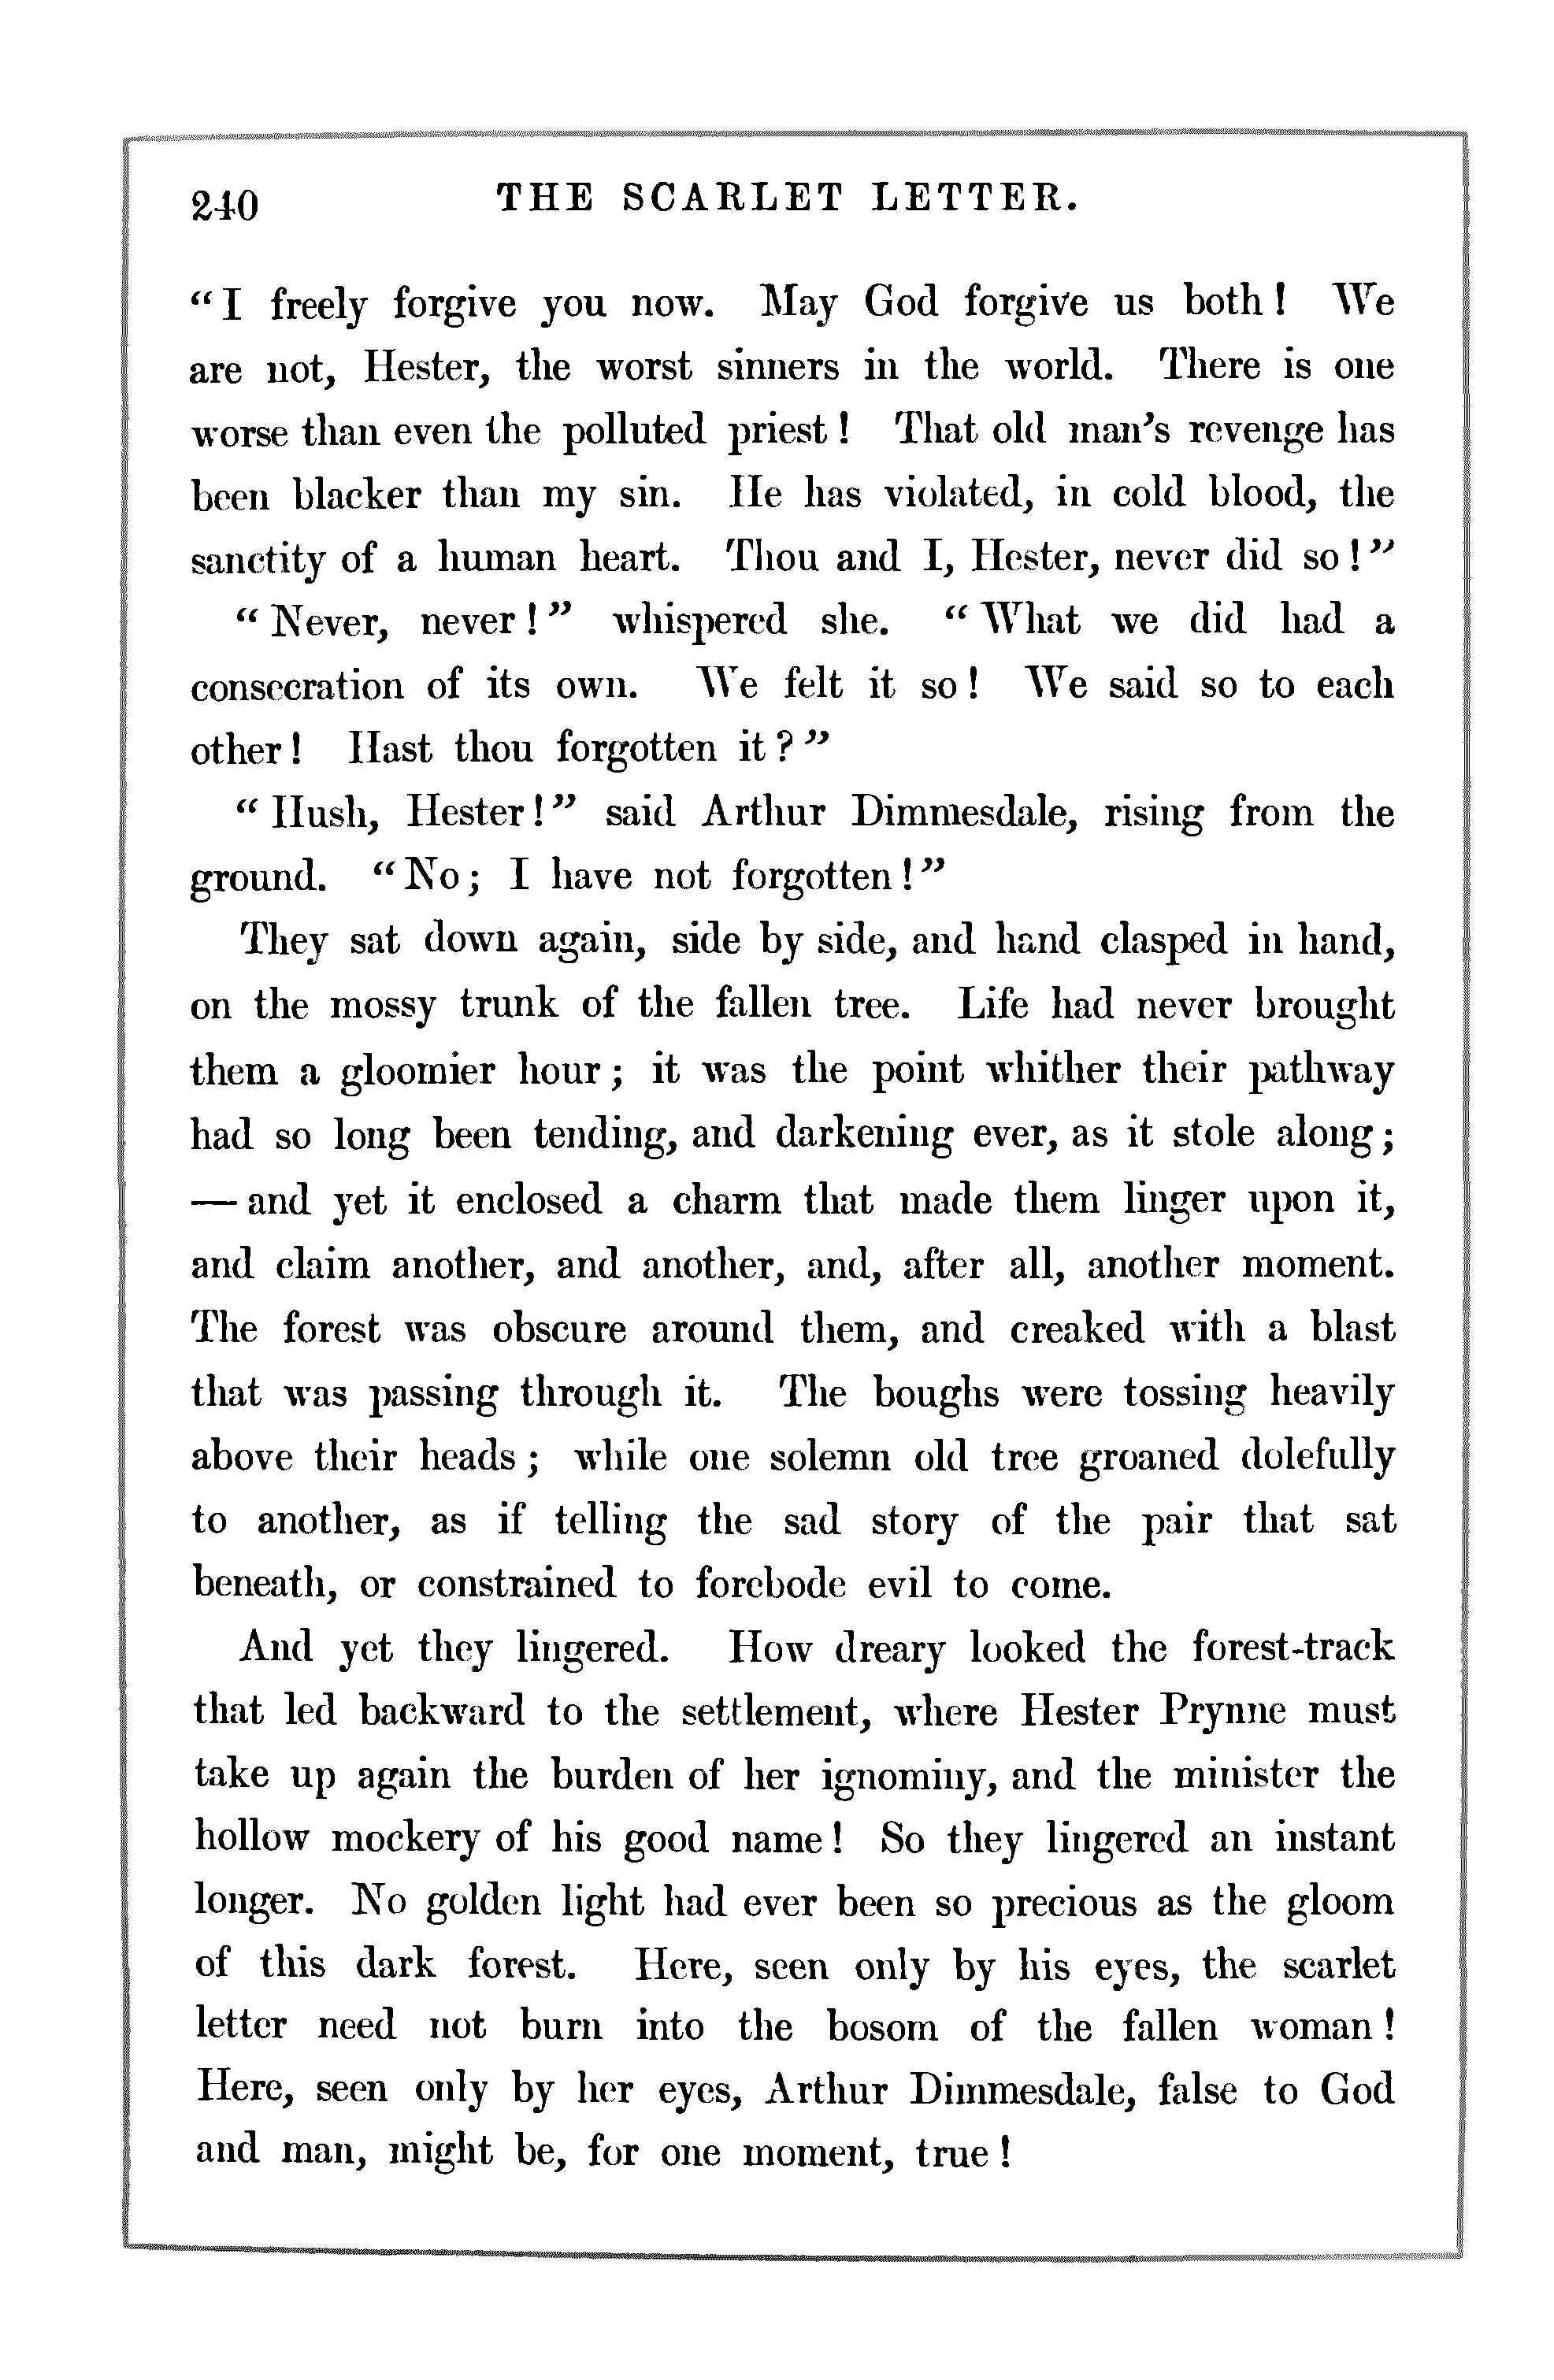 240 THE SCARLET LETTER.
“I freely forgive you now. May God forgive us both! We
are not, Hester, the worst sinners in the world. There is one
worse than even the polluted priest! That old man’s revenge has
been blacker than my sin. He has violated, in cold blood, the
sanctity of a human heart. Thou and I, Hester, never did so!”
“Never, never!” whispered she. “What we did had a
consecration of its own. We felt it so! We said so to each
other! Hast thou forgotten it?”
“Hush, Hester!” said Arthur Dimmesdale, rising from the
ground. “No; I have not forgotten!”
They sat down again, side by side, and hand clasped in hand,
on the mossy trunk of the fallen tree. Life had never brought
them a gloomier hour; it was the point whither their pathway
had so long been tending, and darkening ever, as it stole along;
—and yet it enclosed a charm that made them linger upon it,
and claim another, and another, and, after all, another moment.
The forest was obscure around them, and creaked with a blast
that was passing through it. The boughs were tossing heavily
above their heads; while one solemn old tree groaned dolefully
to another, as if telling the sad story of the pair that sat
beneath, or constrained to forebode evil to come.
And yet they lingered. How dreary looked the forest-track
that led backward to the settlement, where Hester Prynne must
take up again the burden of her ignominy, and the minister the
hollow mockery of his good name! So they lingered an instant
longer. No golden light had ever been so precious as the gloom
of this dark forest. Here, seen only by his eyes, the scarlet
letter need not burn into the bosom of the fallen woman!
Here, seen only by her eyes, Arthur Dimmesdale, false to God
and man, might be, for one moment, true!